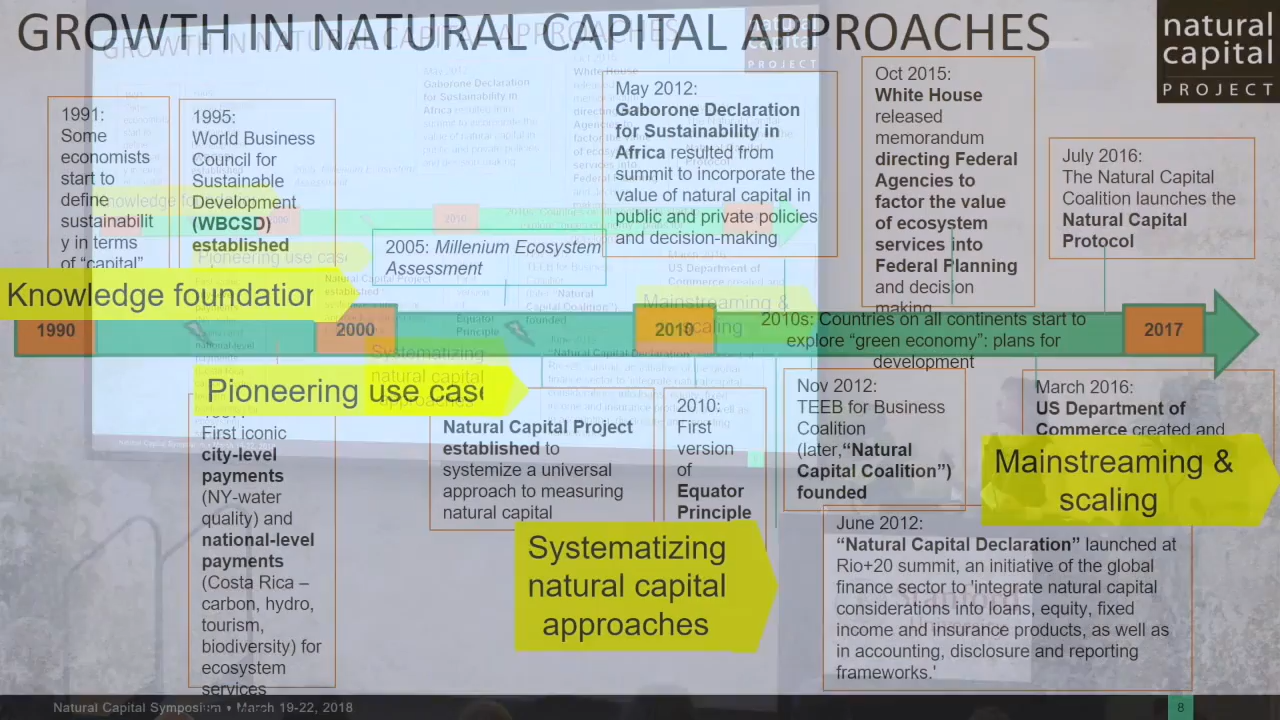 GROWTH IN NATURAL CAPITAL APPROACHES
natural
capital
PROJECT
1991:
Some
economists
start to
define
sustainabilit
y in terms
of “capital”
1995:
World Business
Council for
Sustainable
Development
(WBCSD)
established
2005: Millenium Ecosystem
Assessment
May 2012:
Gaborone Declaration
for Sustainability in
Africa resulted from
summit to incorporate the
value of natural capital in
public and private policies
and decision-making
Oct 2015:
White House
released
memorandum
directing Federal
Agencies to
factor the value
of ecosystem
services into
Federal Planning
and decision
making
July 2016:
The Natural Capital
Coalition launches the
Natural Capital
Protocol
Knowledge foundation
1990
2000
2010
2010s: Countries on all continents start to
explore “green economy”: plans for
development
2017
Pioneering use cas
First iconic
city-level
payments
(NY-water
quality) and
national-level
payments
(Costa Rica –
carbon, hydro,
tourism,
biodiversity) for
ecosystem
services
Natural Capital Project
established to
systemize a universal
approach to measuring
natural capital
2010:
First
version
of
Equator
Principle
Systematizing
natural capital
approaches
Nov 2012:
TEEB for Business
Coalition
(later,“Natural
Capital Coalition”)
founded
March 2016:
US Department of
Commerce created and
Mainstreaming &
scaling
June 2012:
“Natural Capital Declaration” launched at
Rio+20 summit, an initiative of the global
finance sector to 'integrate natural capital
considerations into loans, equity, fixed
income and insurance products, as well as
in accounting, disclosure and reporting
frameworks.'
Natural Capital Symposium • March 19-22, 2018
8